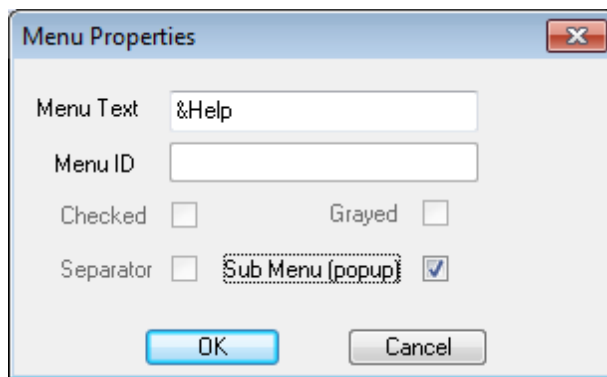 Menu Properties
Menu Text &Help
Menu ID
Checked Grayed
Separator Sub Menu (popup)
OK Cancel